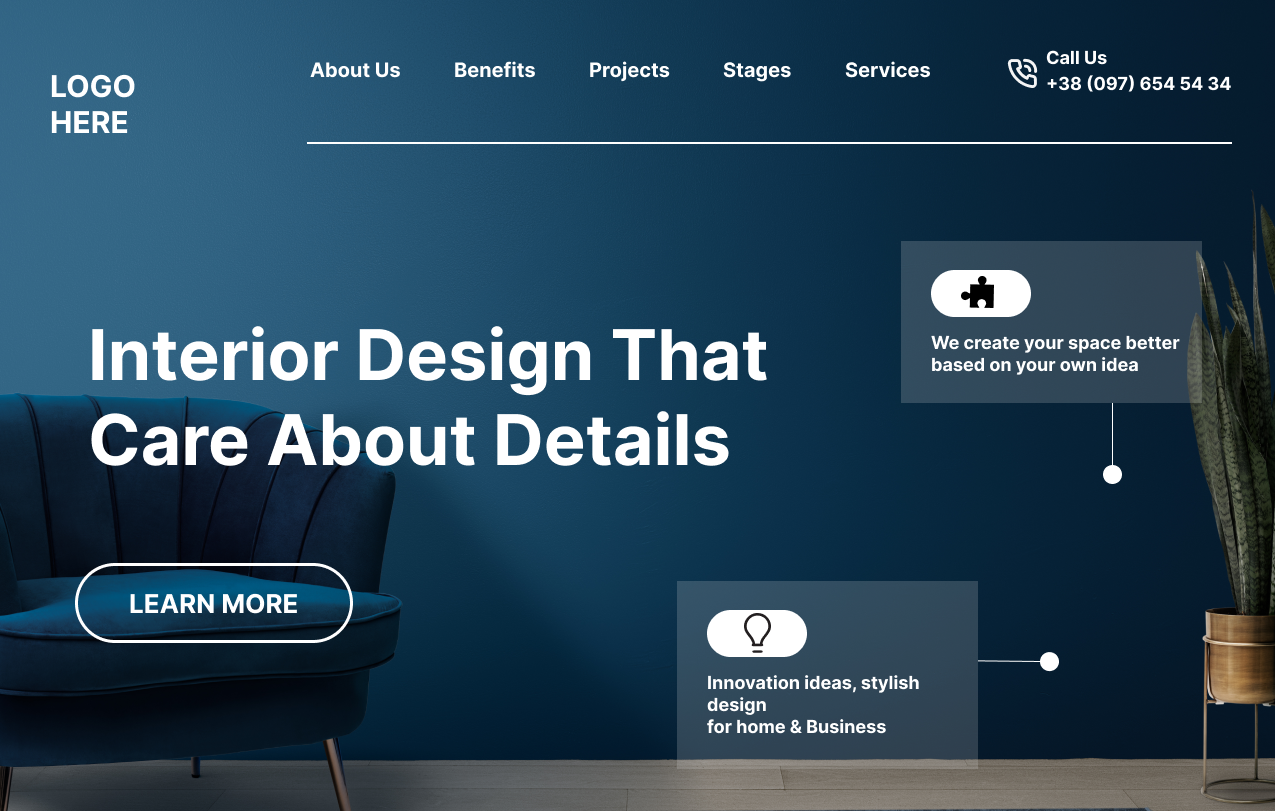 LOGO
HERE
About Us
Benefits
Projects
Stages
Services
Call Us
+38 (097) 654 54 34
Interior Design That
Care About Details
LEARN MORE
We create your space better
based on your own idea
Innovation ideas, stylish
design
for home & Business